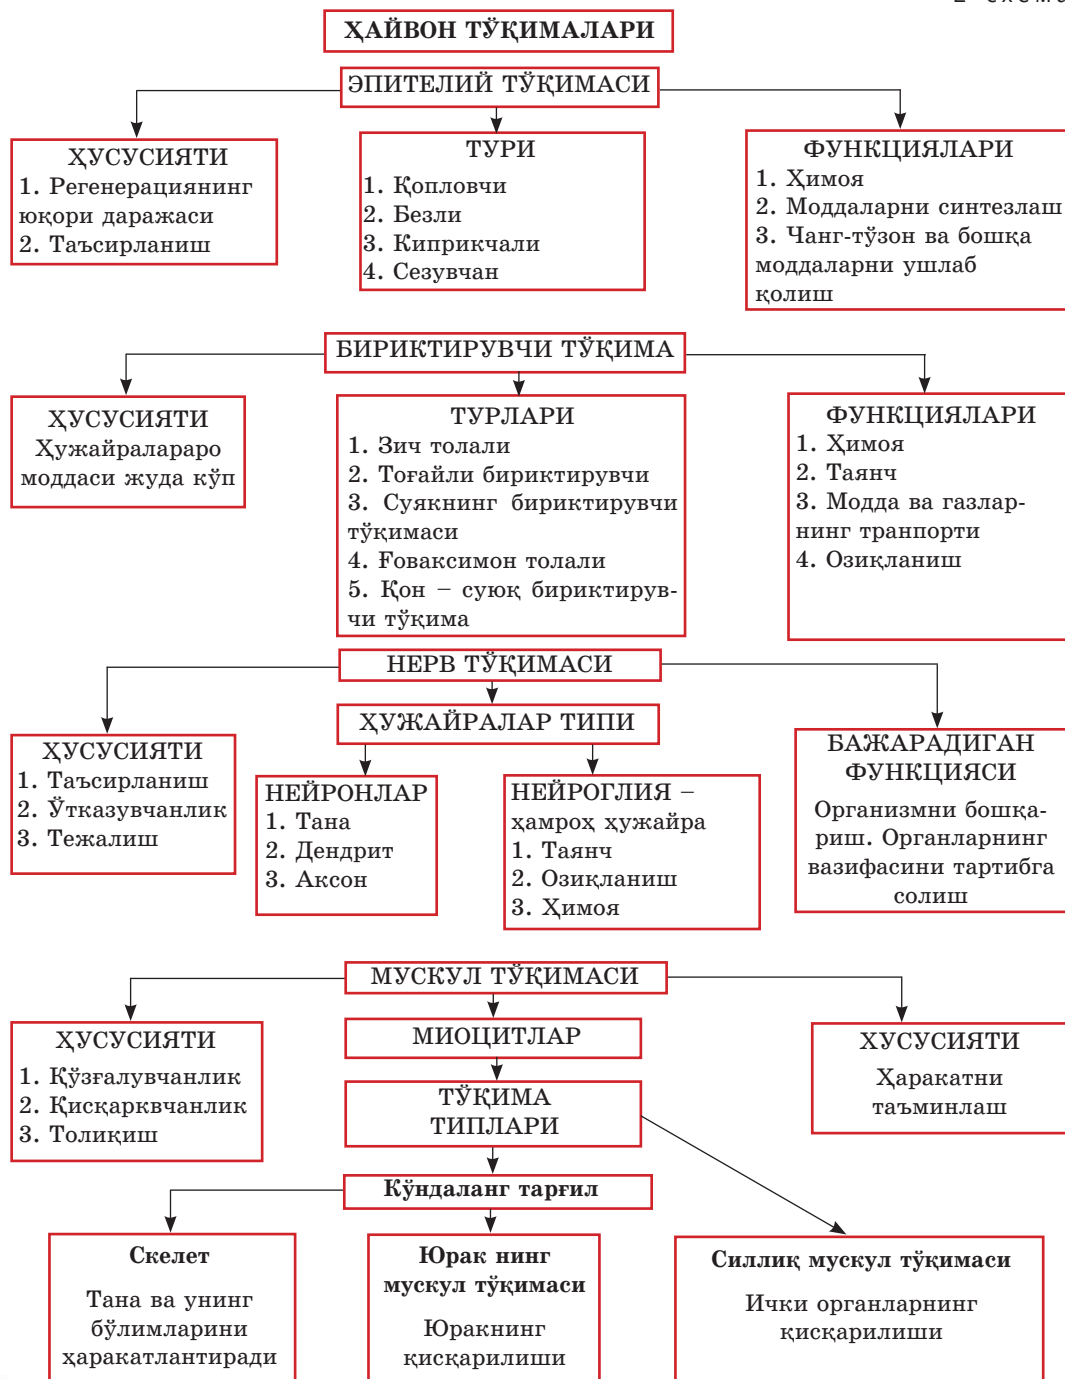 2-схема
ҲАЙВОН ТЎҚИМАЛАРИ
ЭПИТЕЛИЙ ТЎҚИМАСИ
ҲУСУСИЯТИ
1. Регенерациянинг
юқори даражаси
2. Таъсирланиш
ТУРИ
1. Қопловчи
2. Безли
3. Киприкчали
4. Сезувчан
ФУНКЦИЯЛАРИ
1. Ҳимоя
2. Моддаларни синтезлаш
3. Чанг-тўзон ва бошқа
моддаларни ушлаб
қолиш
БИРИКТИРУВЧИ ТЎҚИМА
ҲУСУСИЯТИ
Ҳужайралараро
моддаси жуда кўп
ТУРЛАРИ
1. Зич толали
2. Тоғайли бириктирувчи
3. Суякнинг бириктирувчи
тўқимаси
4. Ғоваксимон толали
5. Қон – суюқ бириктирув-
чи тўқима
ФУНКЦИЯЛАРИ
1. Ҳимоя
2. Таянч
3. Модда ва газлар-
нинг транпорти
4. Озиқланиш
НЕРВ ТЎҚИМАСИ
ҲУЖАЙРАЛАР ТИПИ
ҲУСУСИЯТИ
1. Таъсирланиш
2. Ўтказувчанлик
3. Тежалиш
НЕЙРОНЛАР
1. Тана
2. Дендрит
3. Аксон
НЕЙРОГЛИЯ –
ҳамроҳ ҳужайра
1. Таянч
2. Озиқланиш
3. Ҳимоя
БАЖАРАДИГАН
ФУНКЦИЯСИ
Организмни бошқа-
риш. Органларнинг
вазифасини тартибга
солиш
МУСКУЛ ТЎҚИМАСИ
ҲУСУСИЯТИ
1. Қўзғалувчанлик
2. Қисқарквчанлик
3. Толиқиш
МИОЦИТЛАР
ТЎҚИМА
ТИПЛАРИ
ХУСУСИЯТИ
Ҳаракатни
таъминлаш
Кўндаланг тарғил
Скелет
Тана ва унинг
бўлимларини
ҳаракатлантиради
Юрак нинг
мускул тўқимаси
Юракнинг
қисқарилиши
Силлиқ мускул тўқимаси
Ички органларнинг
қисқарилиши